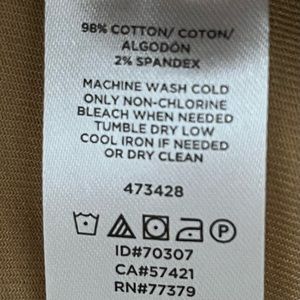 98% COTTON/ COTON/
ALGODÓN
2% SPANDEX
MACHINE WASH COLD
ONLY NON-CHLORINE
BLEACH WHEN NEEDED
TUMBLE DRY LOW
COOL IRON IF NEEDED
OR DRY CLEAN
473428
P
ID#70307
CA#57421
RN#77379